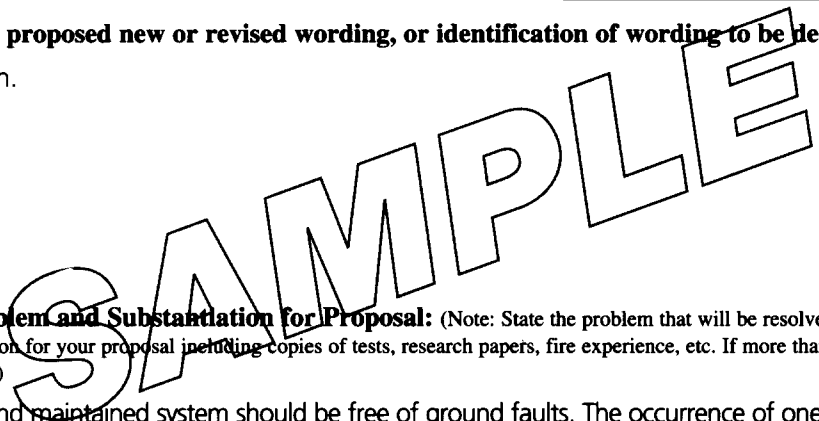 proposed new or revised wording, or identification of wording to be de
n.
SAMPLE
blem and Substantiation for Proposal: (Note: State the problem that will be resolve
on for your proposal including copies of tests, research papers, fire experience, etc. If more tha
)
nd maintained system should be free of ground faults. The occurrence of one